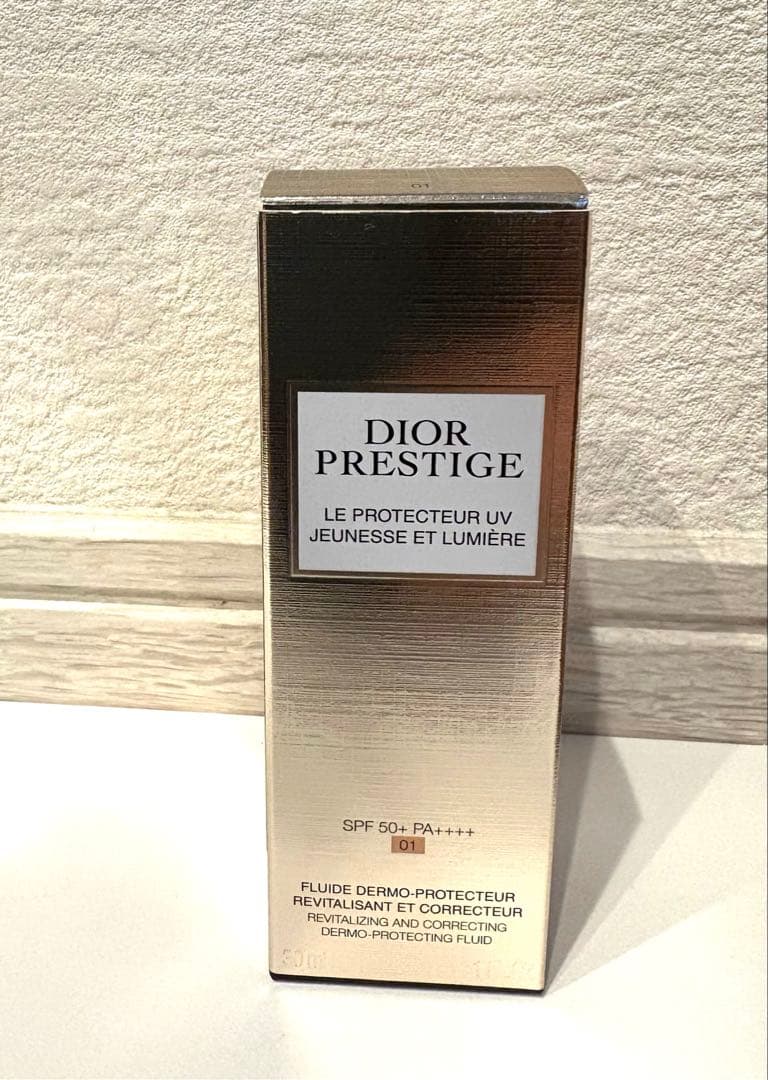 01
DIOR
PRESTIGE
LE PROTECTEUR UV
JEUNESSE ET LUMIÈRE
SPF 50+ PA++++
01
FLUIDE DERMO-PROTECTEUR
REVITALISANT ET CORRECTEUR
REVITALIZING AND CORRECTING
DERMO-PROTECTING FLUID